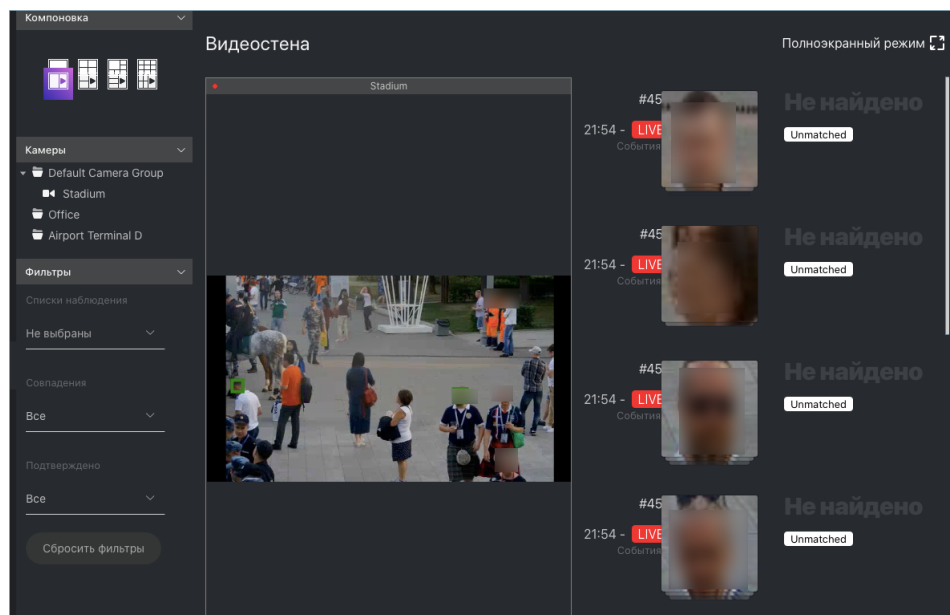 Компоновка
Камеры
Default Camera Group
Stadium
Office
Airport Terminal D
Фильтры
Списки наблюдения
Не выбраны
Совпадения
Все
Подтверждено
Все
Сбросить фильтры
Видеостена
Полноэкранный режим
Stadium
#45
21:54 - LIVE
События
Не найдено
Unmatched
#45
21:54 - LIVE
События
Не найдено
Unmatched
#45
21:54 - LIVE
События
Не найдено
Unmatched
#45
21:54 - LIVE
События
Не найдено
Unmatched